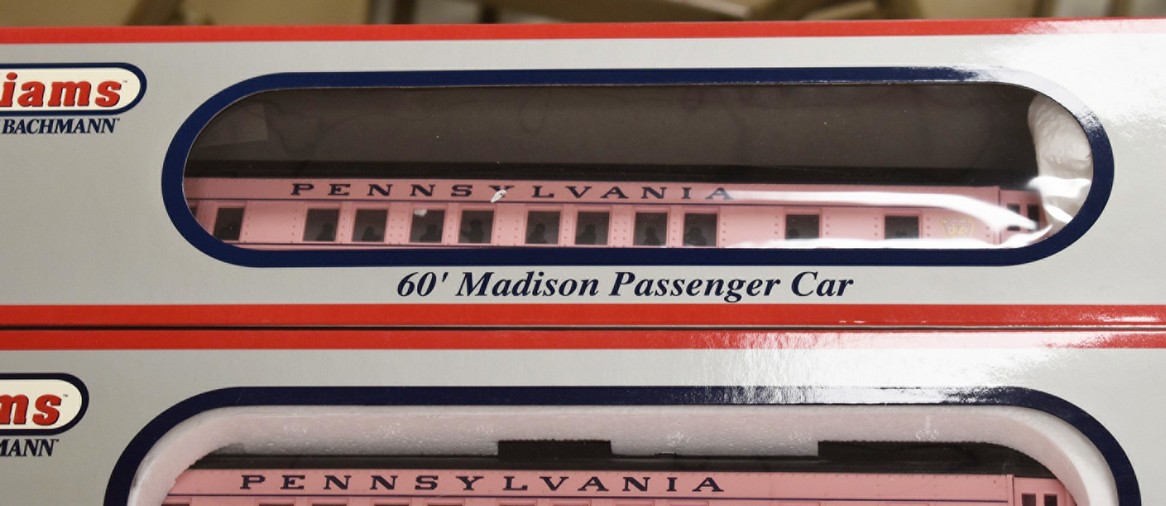 iams
BACHMANN
PENNSYLVANIA
60' Madison Passenger Car
ms
MANN
PENNSYLVANIA